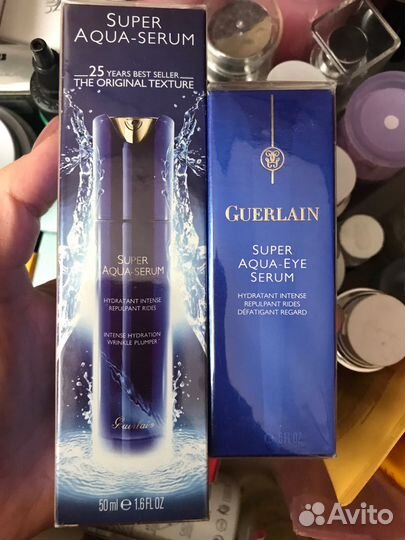 SUPER
AQUA-SERUM
25 YEARS BEST SELLER
THE ORIGINAL TEXTURE
SUPER
AQUA-SERUM
HYDRATANT INTENSE
REPULPANT RIDES
INTENSE HYDRATION
WRINKLE PLUMPER
Guerlain
50 ml e 1.6 FL OZ
GUERLAIN
SUPER
AQUA-EYE
SERUM
HYDRATANT INTENSE
REPULPANT RIDES
DÉFATIGANT REGARD
FL OZ
Avito